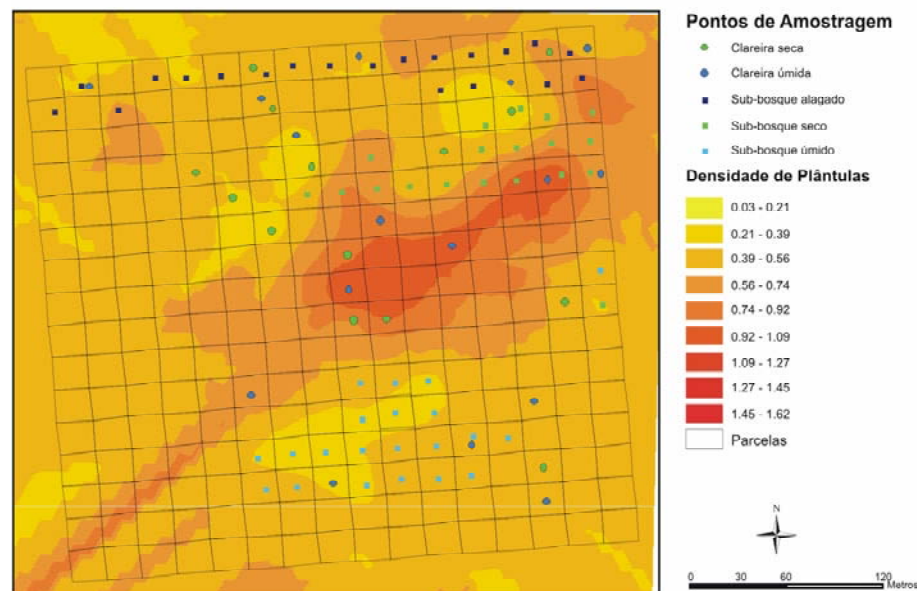 Pontos de Amostragem
Clareira seca
Clareira úmida
Sub-bosque alagado
Sub-bosque seco
Sub-bosque úmido
Densidade de Plântulas
0.03 - 0.21
0.21 - 0.39
0.39 - 0.56
0.56 - 0.74
0.74 - 0.92
0.92 - 1.09
1.09 - 1.27
1.27 - 1.45
1.45 - 1.62
Parcelas
N
0 30 60 120
Metros